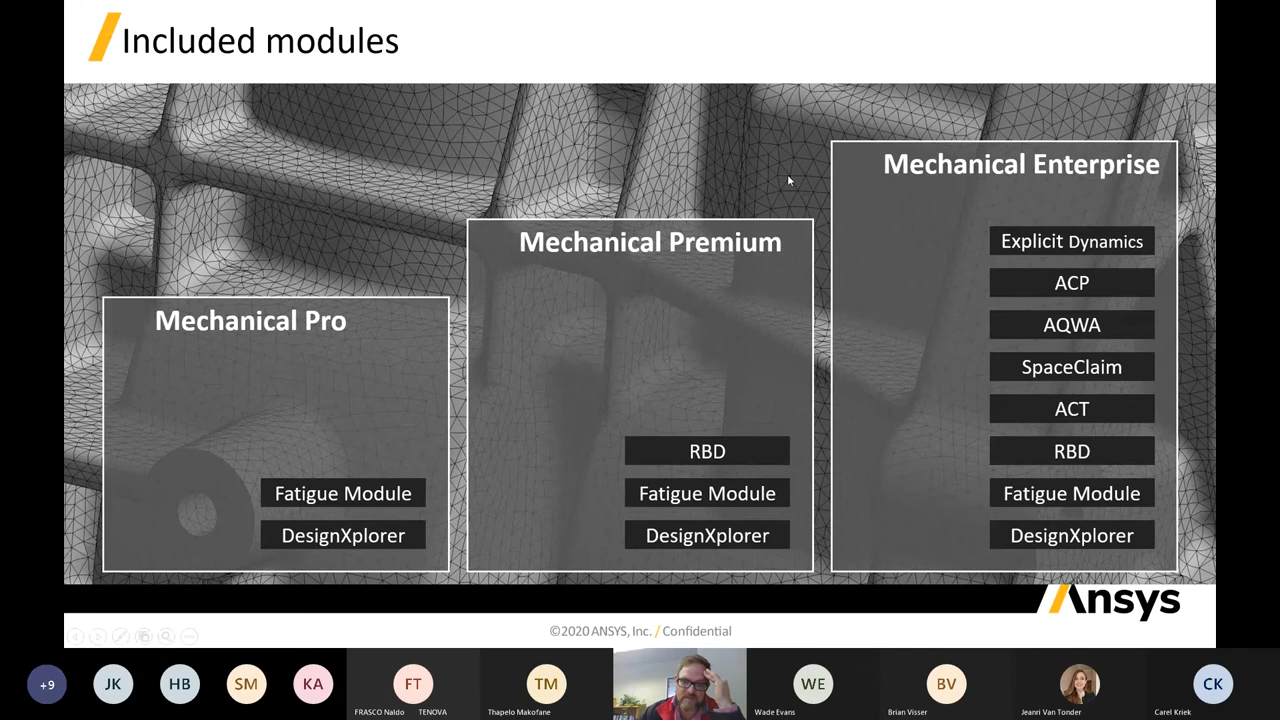 Included modules
Mechanical Pro
Fatigue Module
DesignXplorer
Mechanical Premium
RBD
Fatigue Module
DesignXplorer
Mechanical Enterprise
Explicit Dynamics
ACP
AQWA
SpaceClaim
ACT
RBD
Fatigue Module
DesignXplorer
Ansys
©2020 ANSYS, Inc. / Confidential
+9
JK
HB
SM
KA
FT
FRASCO Naldo TENOVA
TM
Thapelo Makofane
WE
Wade Evans
BV
Brian Visser
Jeanri Van Tonder
CK
Carel Kriek